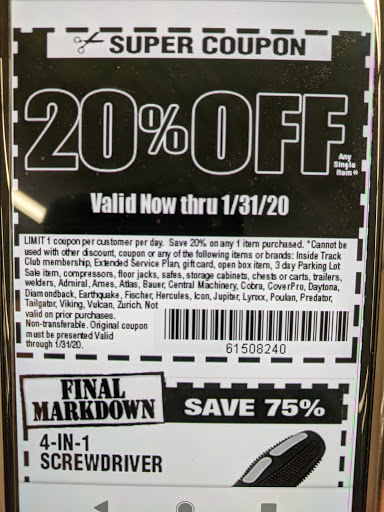 SUPER COUPON
20% OFF
Any
Single
Item*
Valid Now thru 1/31/20
LIMIT 1 coupon per customer per day. Save 20% on any 1 item purchased. *Cannot be
used with other discount, coupon or any of the following items or brands: Inside Track
Club membership, Extended Service Plan, gift card, open box item, 3 day Parking Lot
Sale item, compressors, floor jacks, safes, storage cabinets, chests or carts, trailers,
welders, Admiral, Ames, Atlas, Bauer, Central Machinery, Cobra, CoverPro, Daytona,
Diamondback, Earthquake, Fischer, Hercules, Icon, Jupiter, Lynxx, Poulan, Predator,
Tailgator, Viking, Vulcan, Zurich. Not
valid on prior purchases.
Non-transferable. Original coupon
must be presented Valid
through 1/31/20.
61508240
FINAL
MARKDOWN
SAVE 75%
4-IN-1
SCREWDRIVER